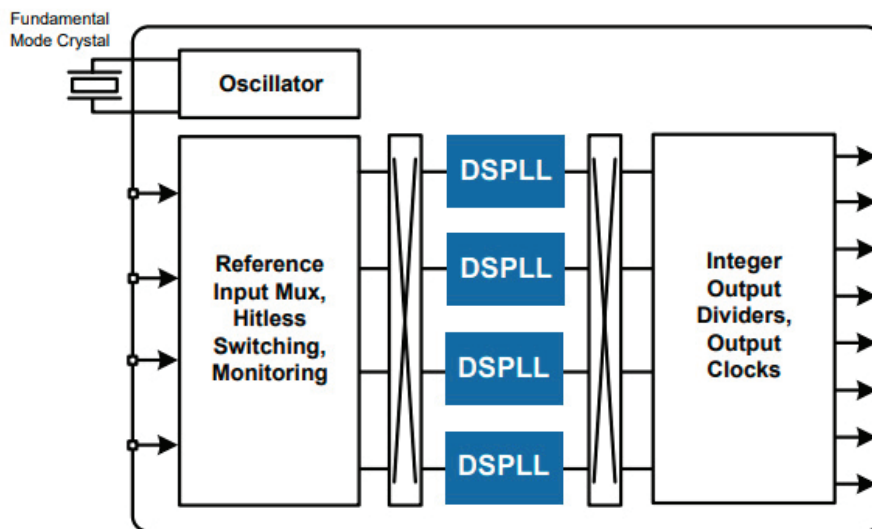 Fundamental
Mode Crystal
Oscillator
Reference
Input Mux,
Hitless
Switching,
Monitoring
DSPLL
DSPLL
DSPLL
DSPLL
Integer
Output
Dividers,
Output
Clocks